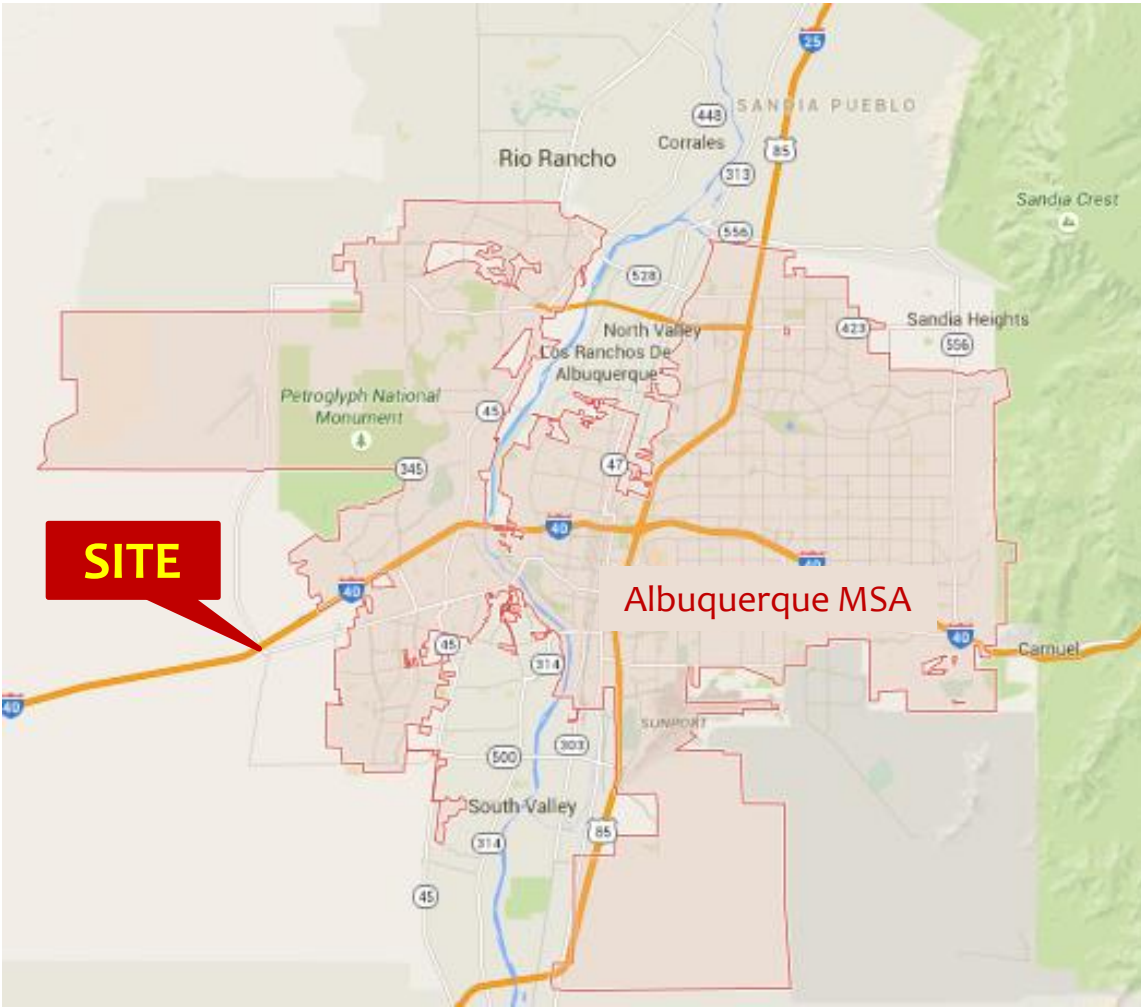 25
SANDIA PUEBLO
448
Corrales
85
Rio Rancho
313
Sandia Crest
556
528
North Valley
423
Sandia Heights
556
Los Ranchos De
Albuquerque
Petroglyph National
Monument
45
345
47
40
SITE
40
40
Albuquerque MSA
45
40
Carnuel
314
40
SUNPORT
303
500
South Valley
85
314
45